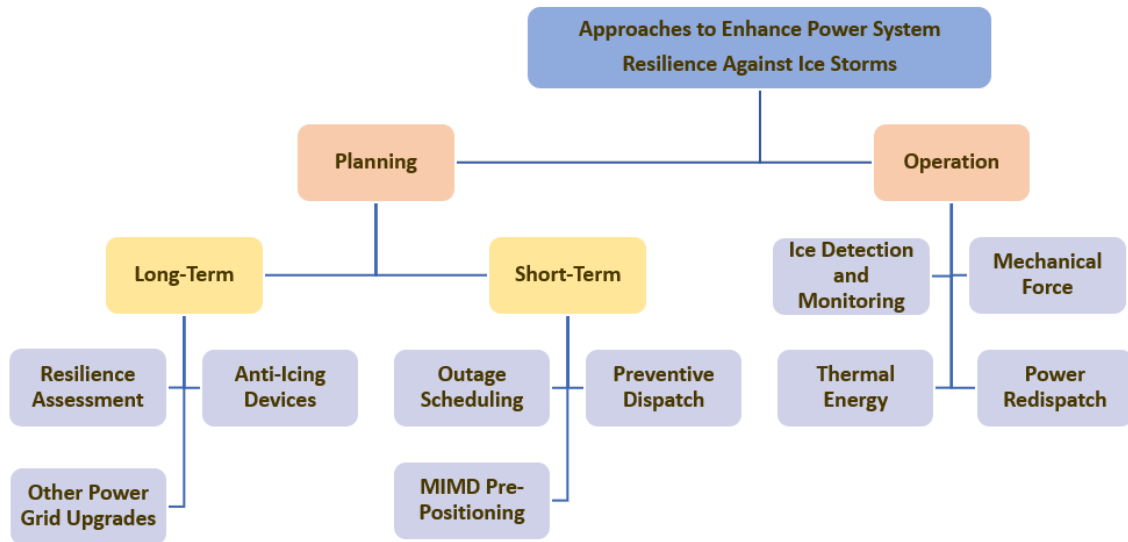 Approaches to Enhance Power System
Resilience Against Ice Storms
Planning
Operation
Long-Term
Short-Term
Ice Detection
and
Monitoring
Mechanical
Force
Resilience
Assessment
Anti-Icing
Devices
Outage
Scheduling
Preventive
Dispatch
Thermal
Energy
Power
Redispatch
Other Power
Grid Upgrades
MIMD Pre-
Positioning